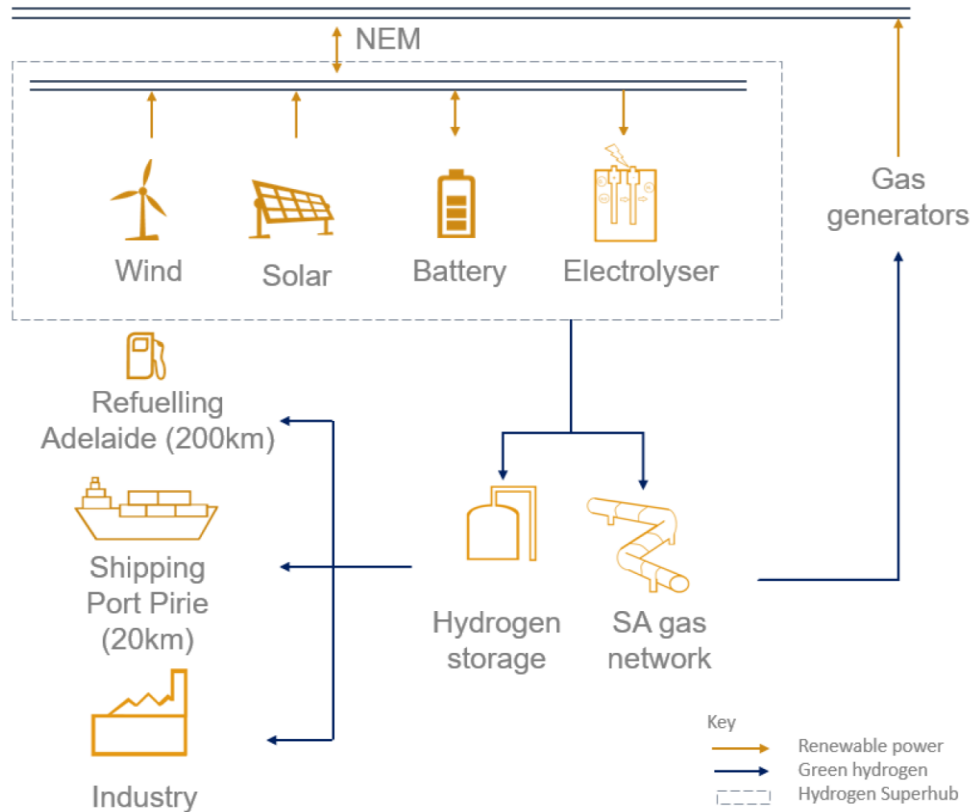 NEM
Wind
Solar
Battery
Electrolyser
Gas
generators
Refuelling
Adelaide (200km)
Shipping
Port Pirie
(20km)
Hydrogen
storage
SA gas
network
Industry
Key
Renewable power
Green hydrogen
Hydrogen Superhub